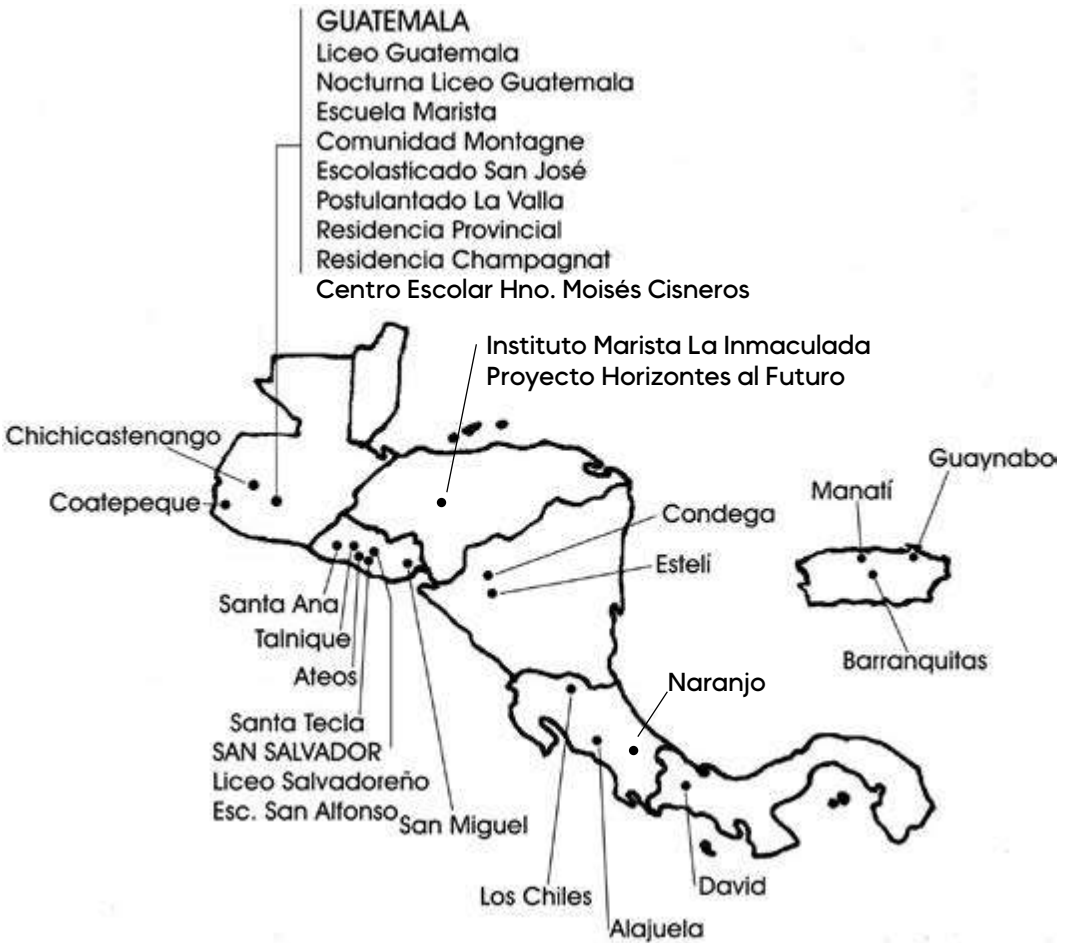 GUATEMALA
Liceo Guatemala
Nocturna Liceo Guatemala
Escuela Marista
Comunidad Montagne
Escolasticado San José
Postulantado La Valla
Residencia Provincial
Residencia Champagnat
Centro Escolar Hno. Moisés Cisneros
Instituto Marista La Inmaculada
Proyecto Horizontes al Futuro
Chichicastenango
Coatepeque
Guaynabo
Manatí
Condega
Estelí
Barranquitas
Santa Ana
Talnique
Ateos
Santa Tecla
SAN SALVADOR
Liceo Salvadoreño
Esc. San Alfonso
San Miguel
Naranjo
Los Chiles
David
Alajuela